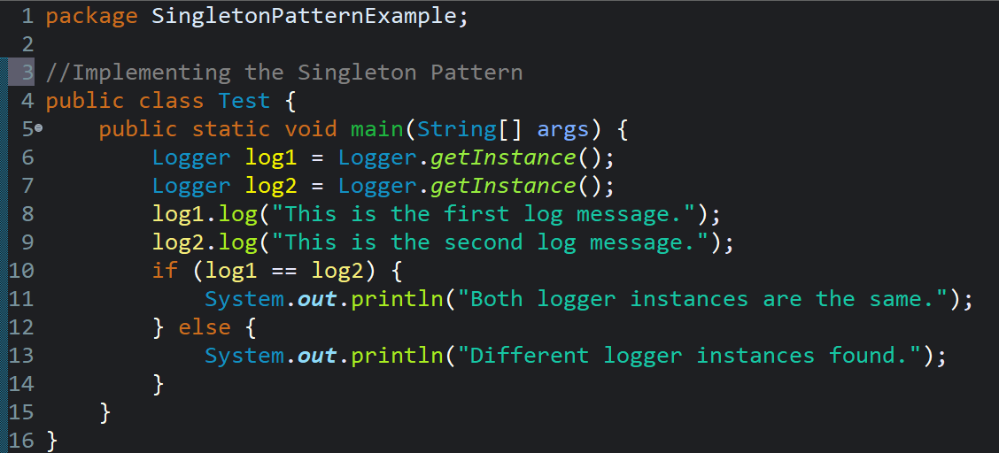 1 package SingletonPatternExample;
2
3 //Implementing the Singleton Pattern
4 public class Test {
5     public static void main(String[] args) {
6         Logger log1 = Logger.getInstance();
7         Logger log2 = Logger.getInstance();
8         log1.log("This is the first log message.");
9         log2.log("This is the second log message.");
10         if (log1 == log2) {
11             System.out.println("Both logger instances are the same.");
12         } else {
13             System.out.println("Different logger instances found.");
14         }
15     }
16 }